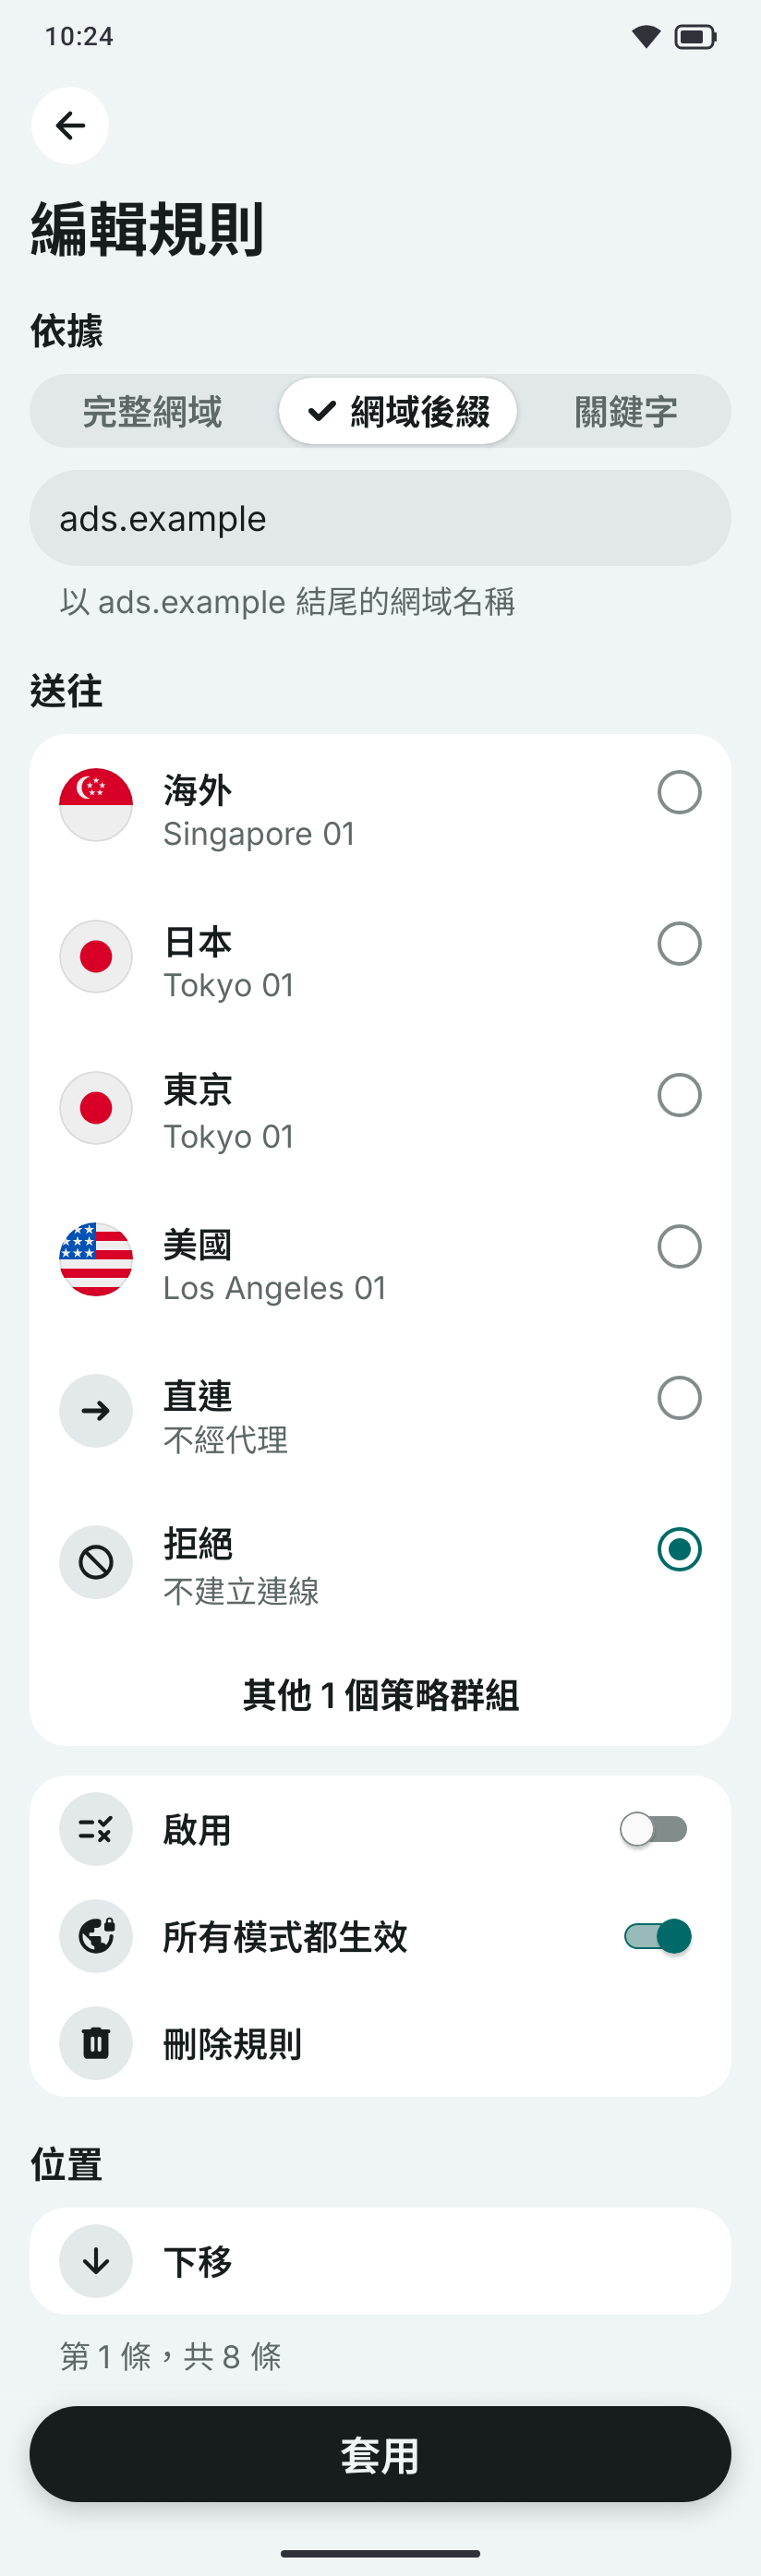 10:24
編輯規則
依據
完整網域
網域後綴
關鍵字
ads.example
以 ads.example 結尾的網域名稱
送往
海外
Singapore 01
日本
Tokyo 01
東京
Tokyo 01
美國
Los Angeles 01
直連
不經代理
拒絕
不建立連線
其他 1 個策略群組
啟用
所有模式都生效
刪除規則
位置
下移
第 1 條，共 8 條
套用